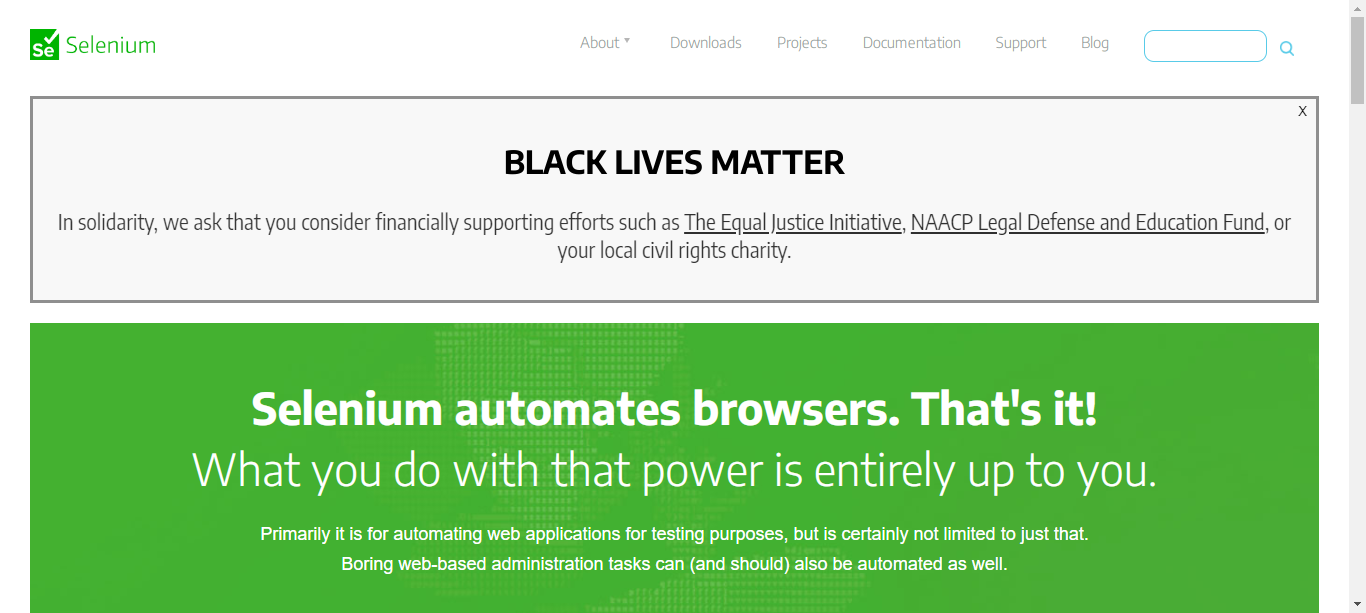 Se Selenium
About Downloads Projects Documentation Support Blog
X
BLACK LIVES MATTER
In solidarity, we ask that you consider financially supporting efforts such as The Equal Justice Initiative, NAACP Legal Defense and Education Fund, or
your local civil rights charity.
Selenium automates browsers. That's it!
What you do with that power is entirely up to you.
Primarily it is for automating web applications for testing purposes, but is certainly not limited to just that.
Boring web-based administration tasks can (and should) also be automated as well.